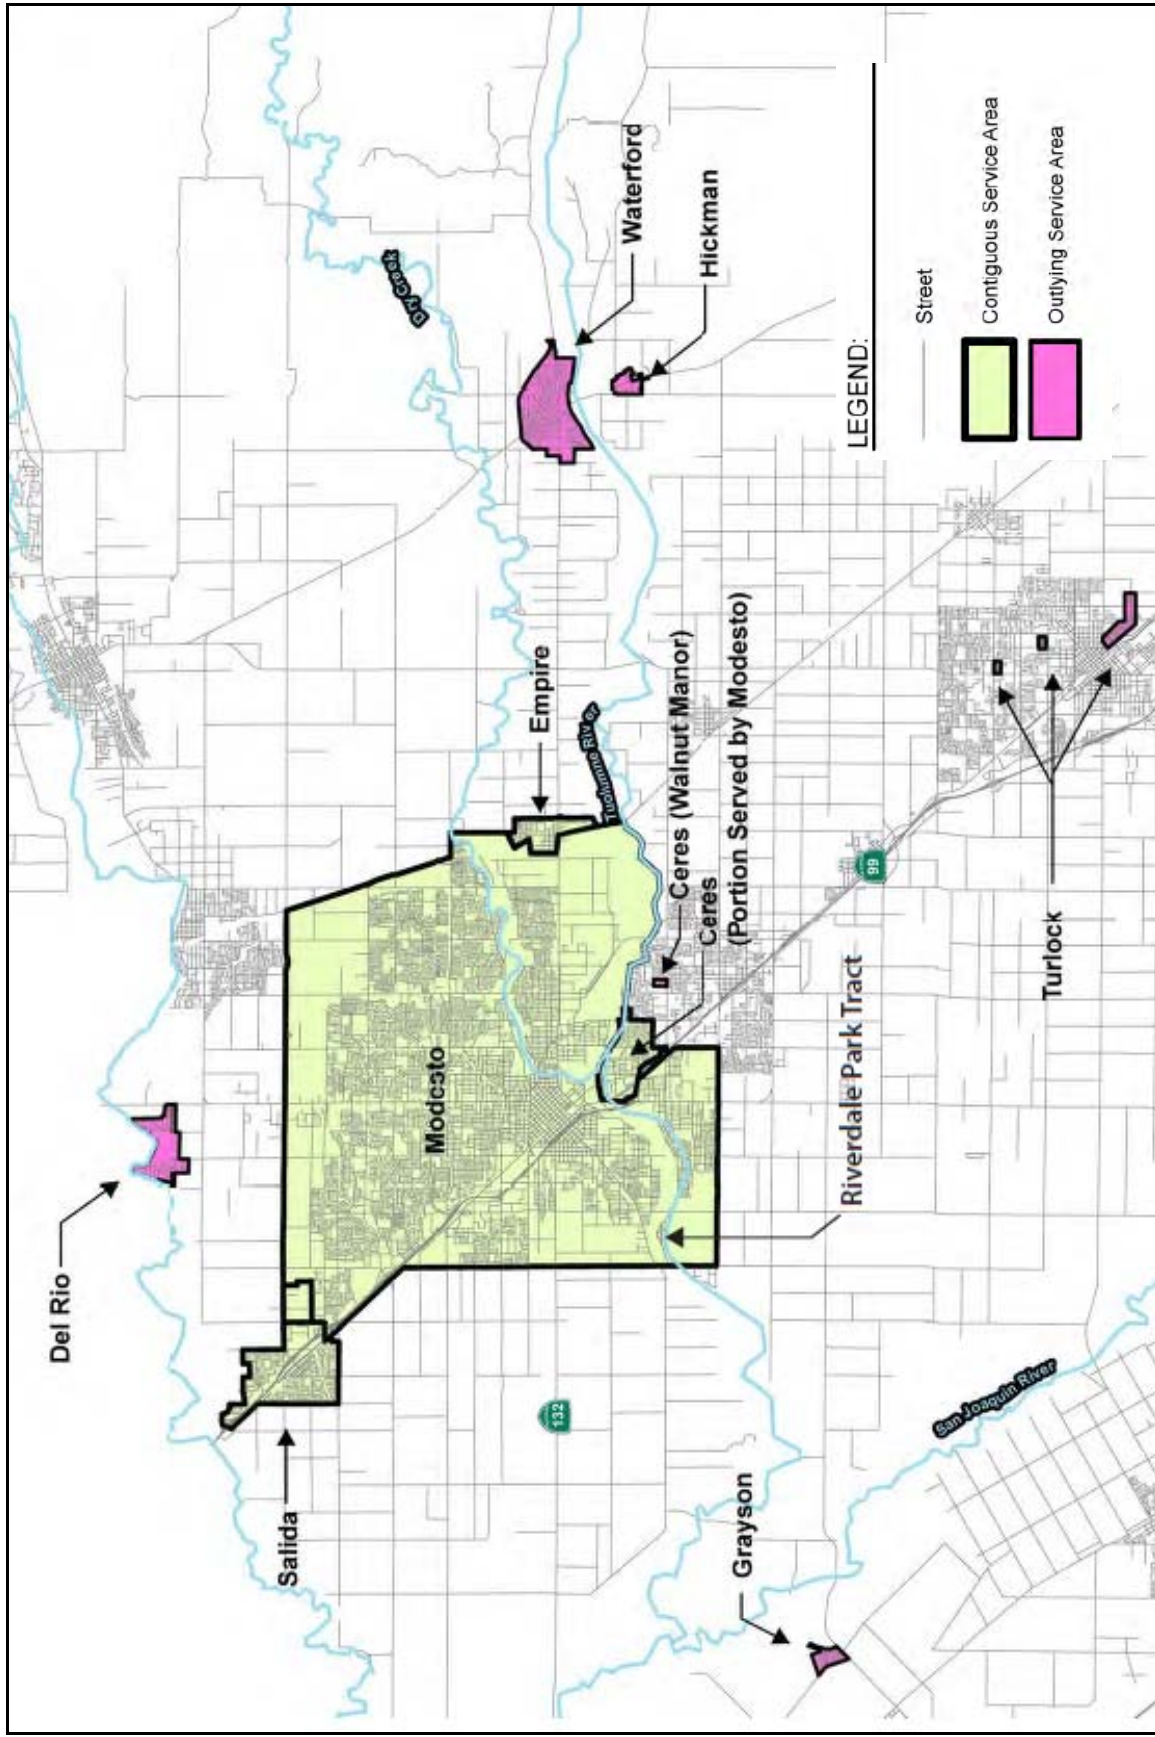 Del Rio
Salida
Dry Creek
Modesto
Empire
132
Tuolumne River
Waterford
Hickman
Ceres (Walnut Manor)
Ceres
(Portion Served by Modesto)
Grayson
Riverdale Park Tract
99
San Joaquin River
Turlock
LEGEND:
Street
Contiguous Service Area
Outlying Service Area